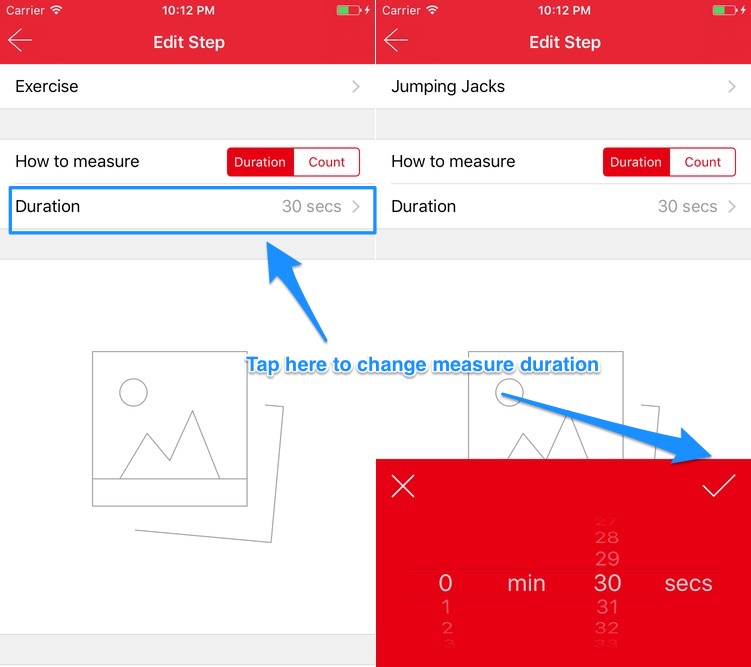 Carrier 10:12 PM
Edit Step
Exercise
How to measure Duration Count
Duration 30 secs
Carrier 10:12 PM
Edit Step
Jumping Jacks
How to measure Duration Count
Duration 30 secs
Tap here to change measure duration
27
28
29
0 min 30 secs
1 31
2 32
3 33